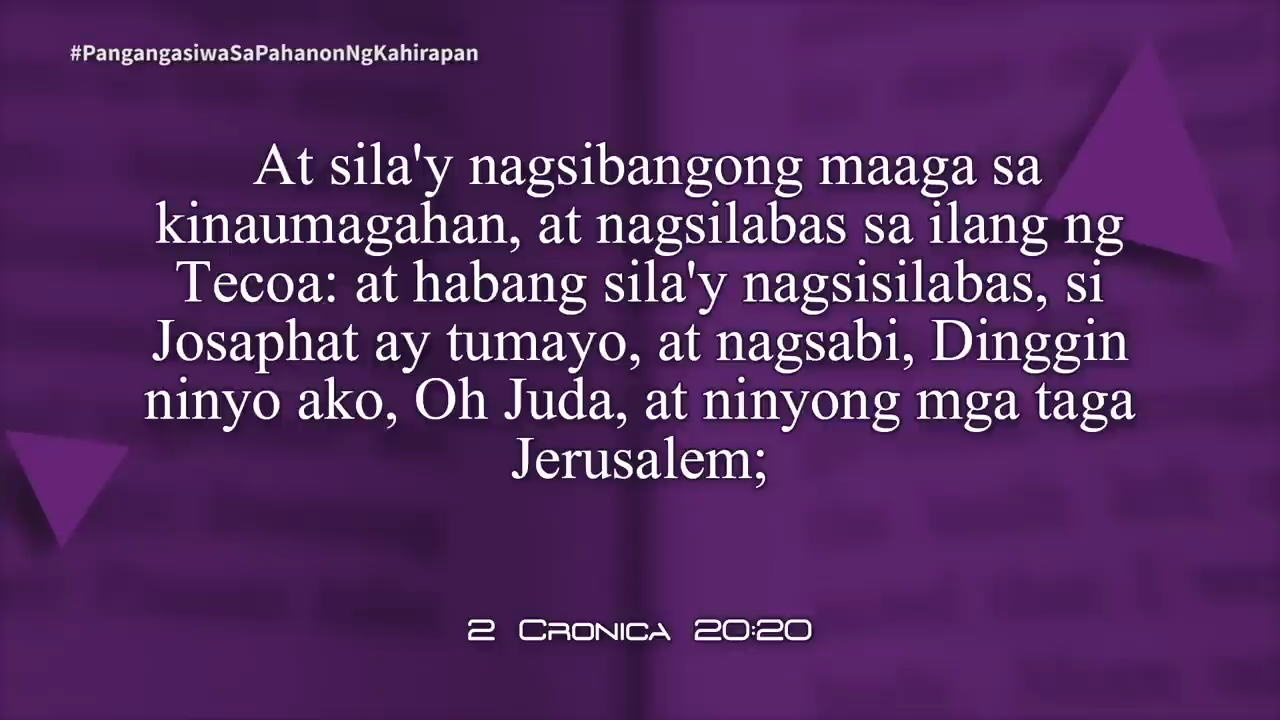 #PangangasiwaSaPahanonNgKahirapan
At sila'y nagsibangong maaga sa
kinaumagahan, at nagsilabas sa ilang ng
Tecoa: at habang sila'y nagsisilabas, si
Josaphat ay tumayo, at nagsabi, Dinggin
ninyo ako, Oh Juda, at ninyong mga taga
Jerusalem;
2 Cronica 20:20